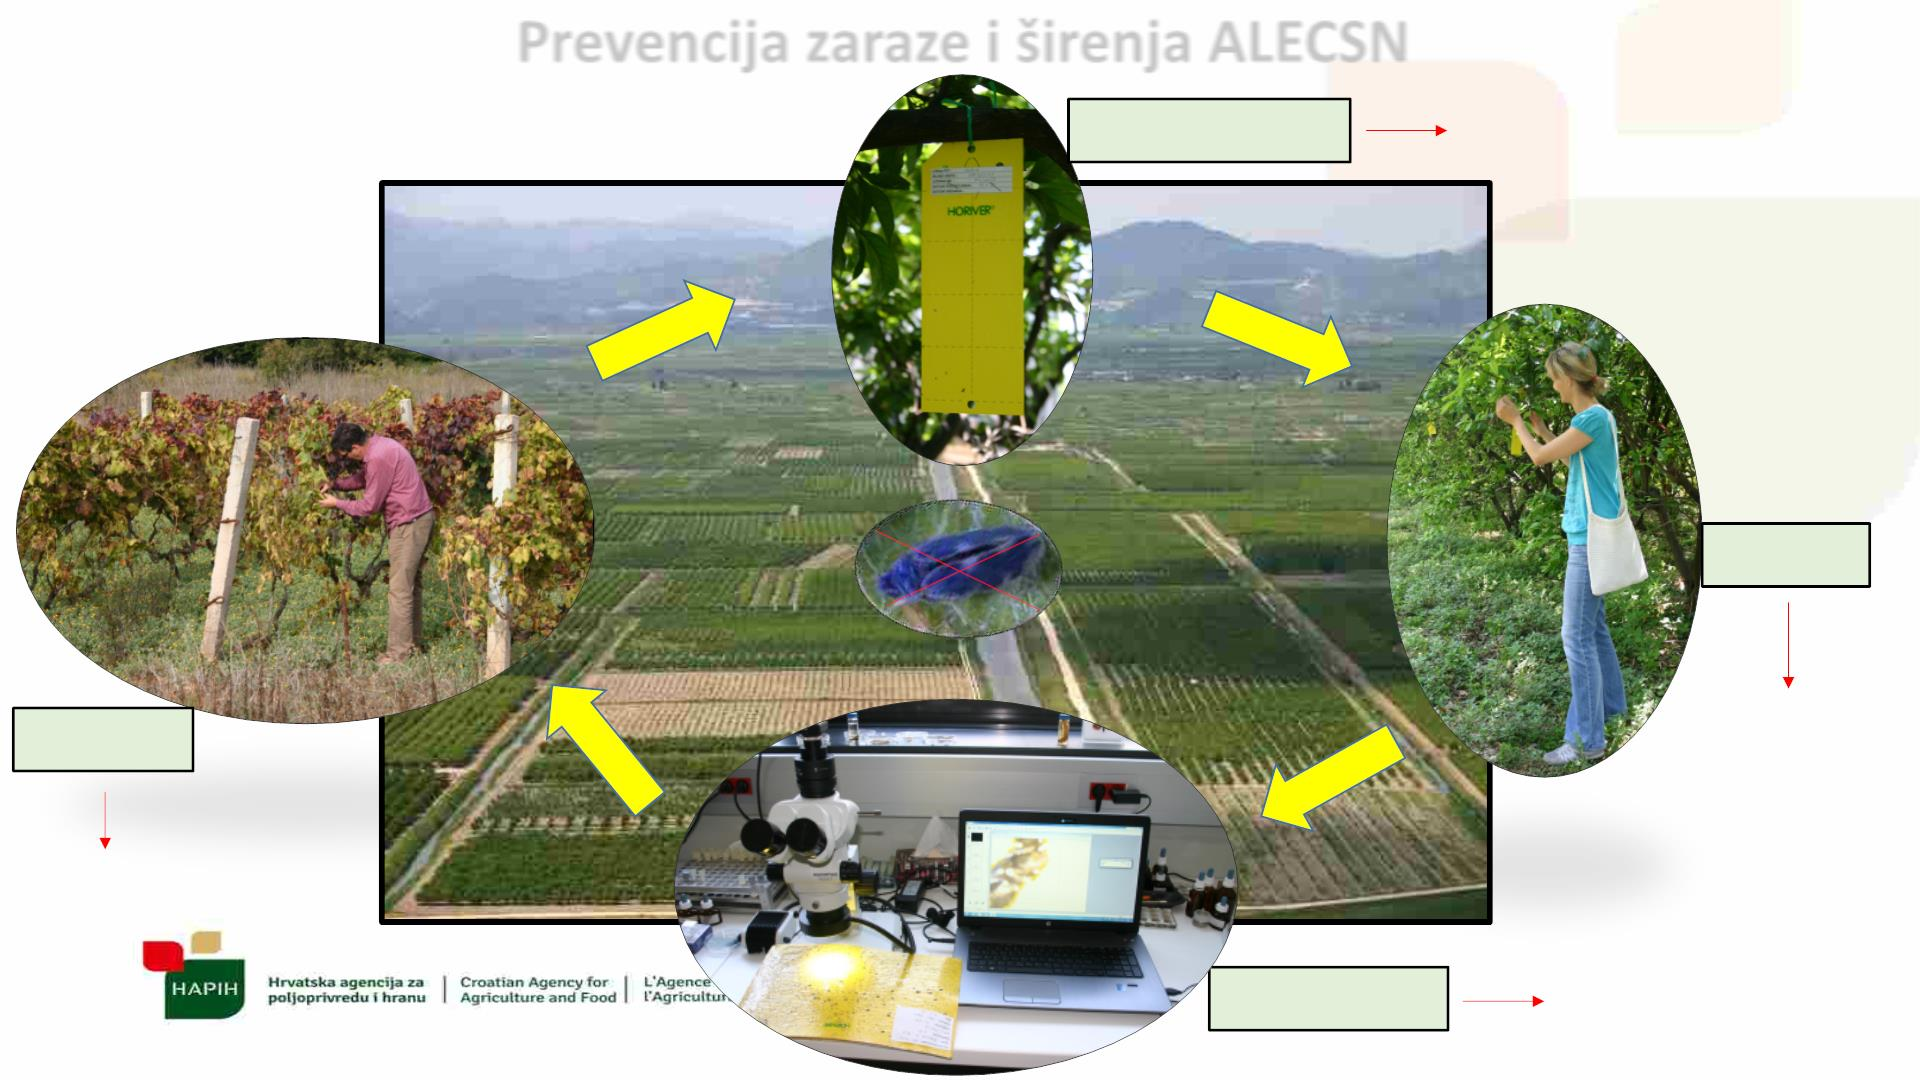 Prevencija zaraze i širenja ALECSN
HORIVER
HAPIH
Hrvatska agencija za
poljoprivredu i hranu
Croatian Agency for
Agriculture and Food
L'Agence